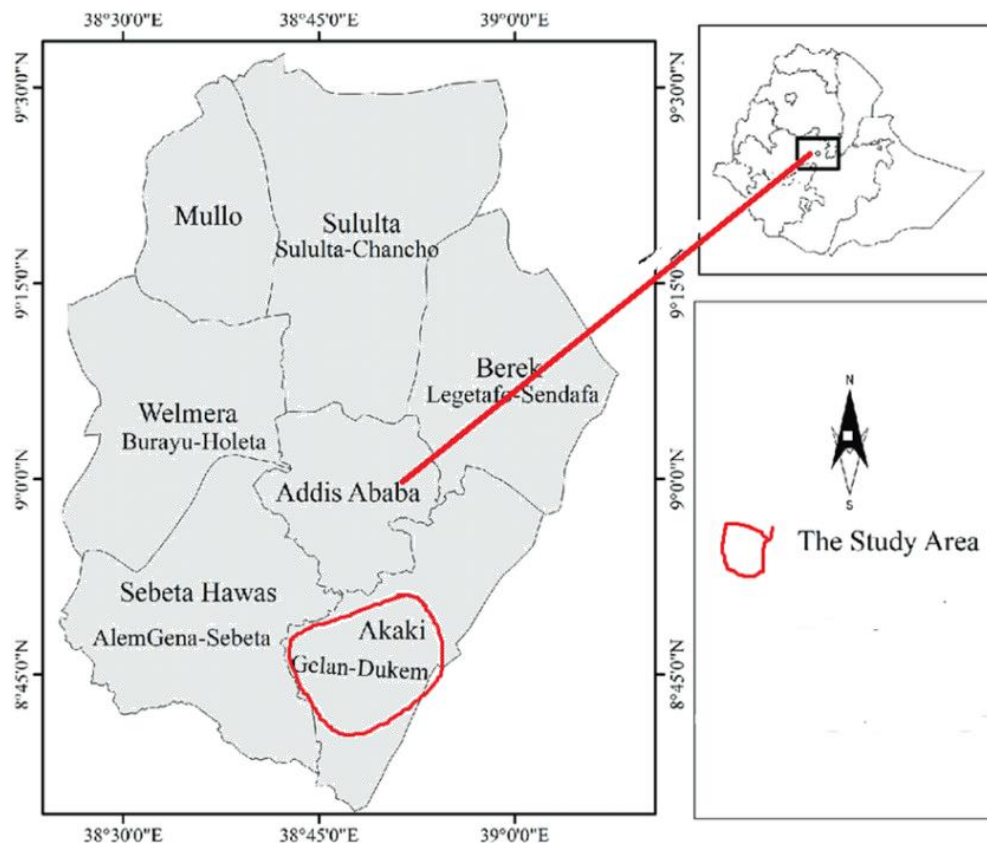 38°30'0"E 38°45'0"E 39°0'0"E
9°30'0"N
9°30'0"N
Mullo
Sululta
Sululta-Chancho
9°15'0"N
9°15'0"N
Berek
Legetafo-Sendafa
Welmera
Burayu-Holeta
9°0'0"N
Addis Ababa
9°0'0"N
N
S
The Study Area
Sebeta Hawas
AlemGena-Sebeta
Akaki
Gelan-Dukem
8°45'0"N
8°45'0"N
38°30'0"E 38°45'0"E 39°0'0"E